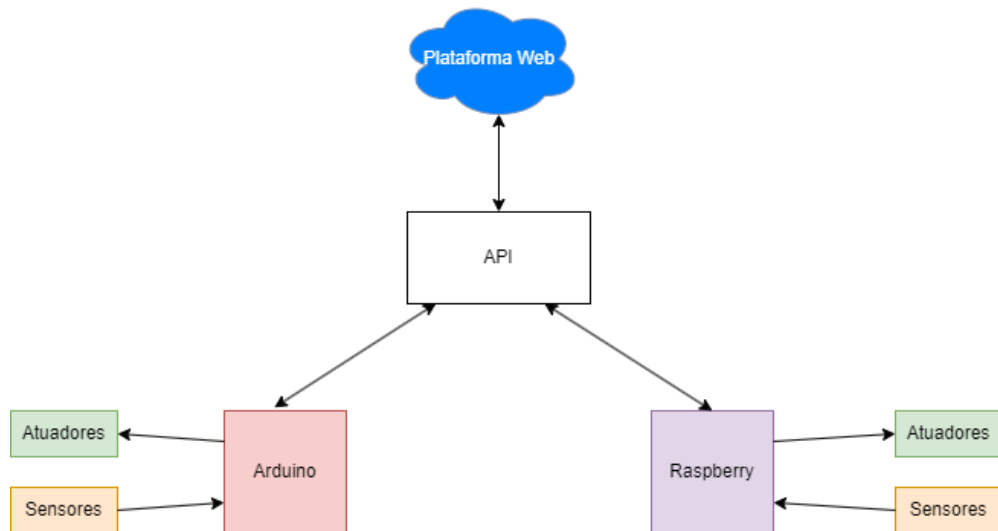 Plataforma Web
API
Atuadores
Arduino
Sensores
Raspberry
Atuadores
Sensores